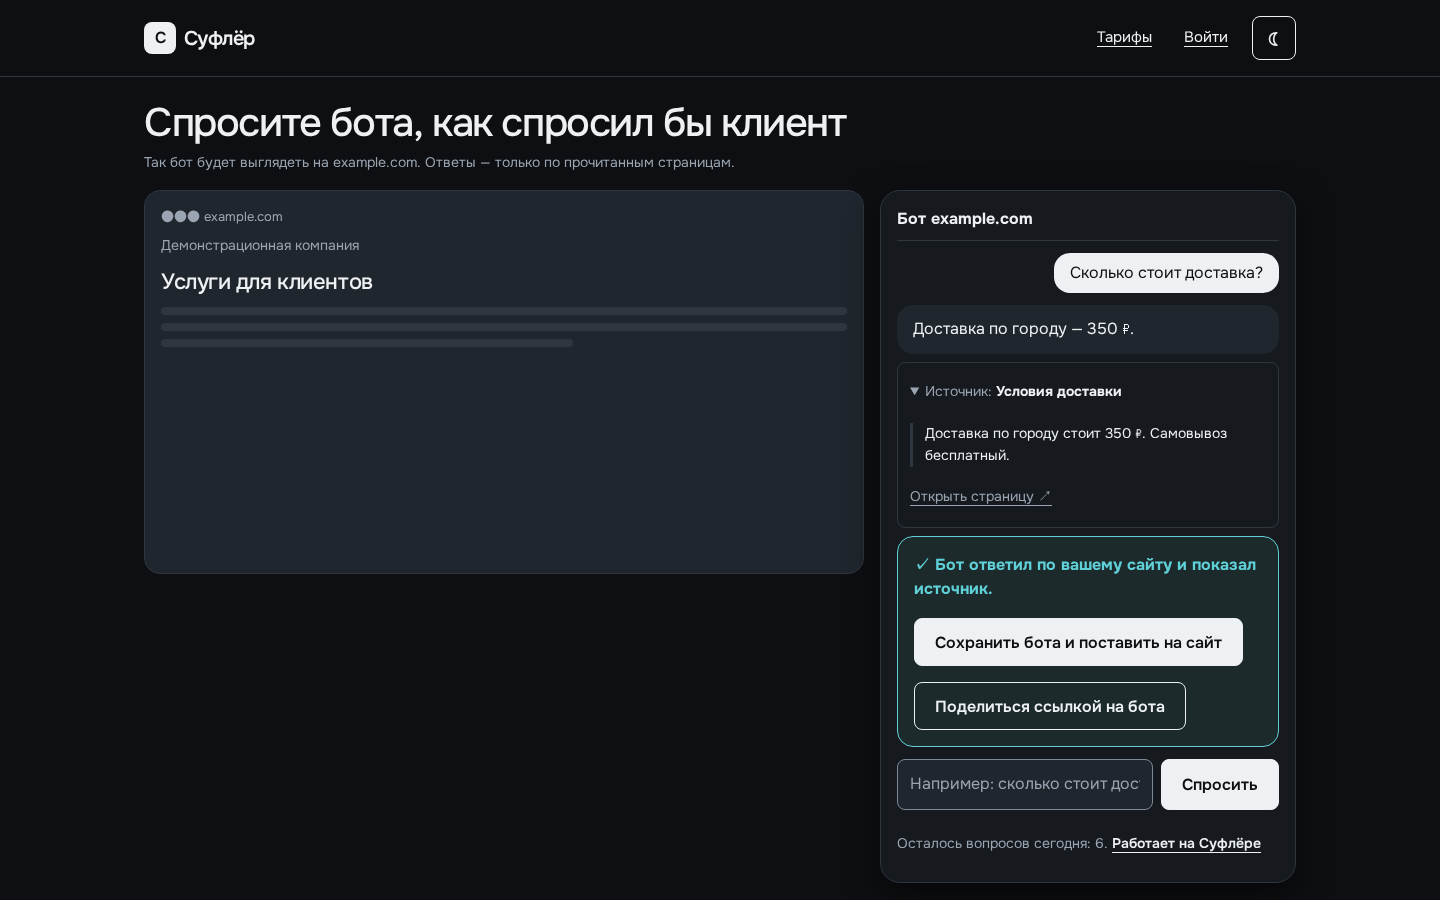 С Суфлёр
Тарифы
Войти
Спросите бота, как спросил бы клиент
Так бот будет выглядеть на example.com. Ответы — только по прочитанным страницам.
example.com
Демонстрационная компания
Услуги для клиентов
Бот example.com
Сколько стоит доставка?
Доставка по городу — 350 ₽.
Источник: Условия доставки
Доставка по городу стоит 350 ₽. Самовывоз
бесплатный.
Открыть страницу ↗
✓ Бот ответил по вашему сайту и показал
источник.
Сохранить бота и поставить на сайт
Поделиться ссылкой на бота
Например: сколько стоит дос
Спросить
Осталось вопросов сегодня: 6. Работает на Суфлёре